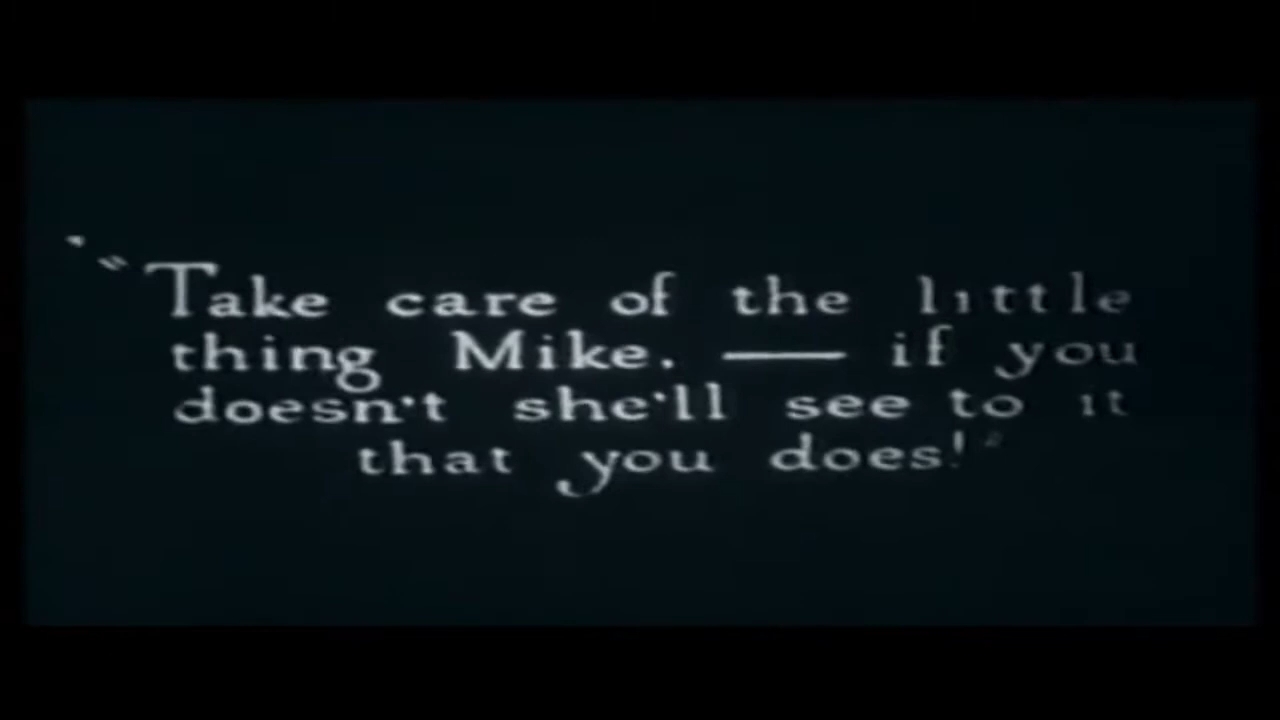 "Take care of the little
thing Mike. — if you
doesn't she'll see to it
that you does!"